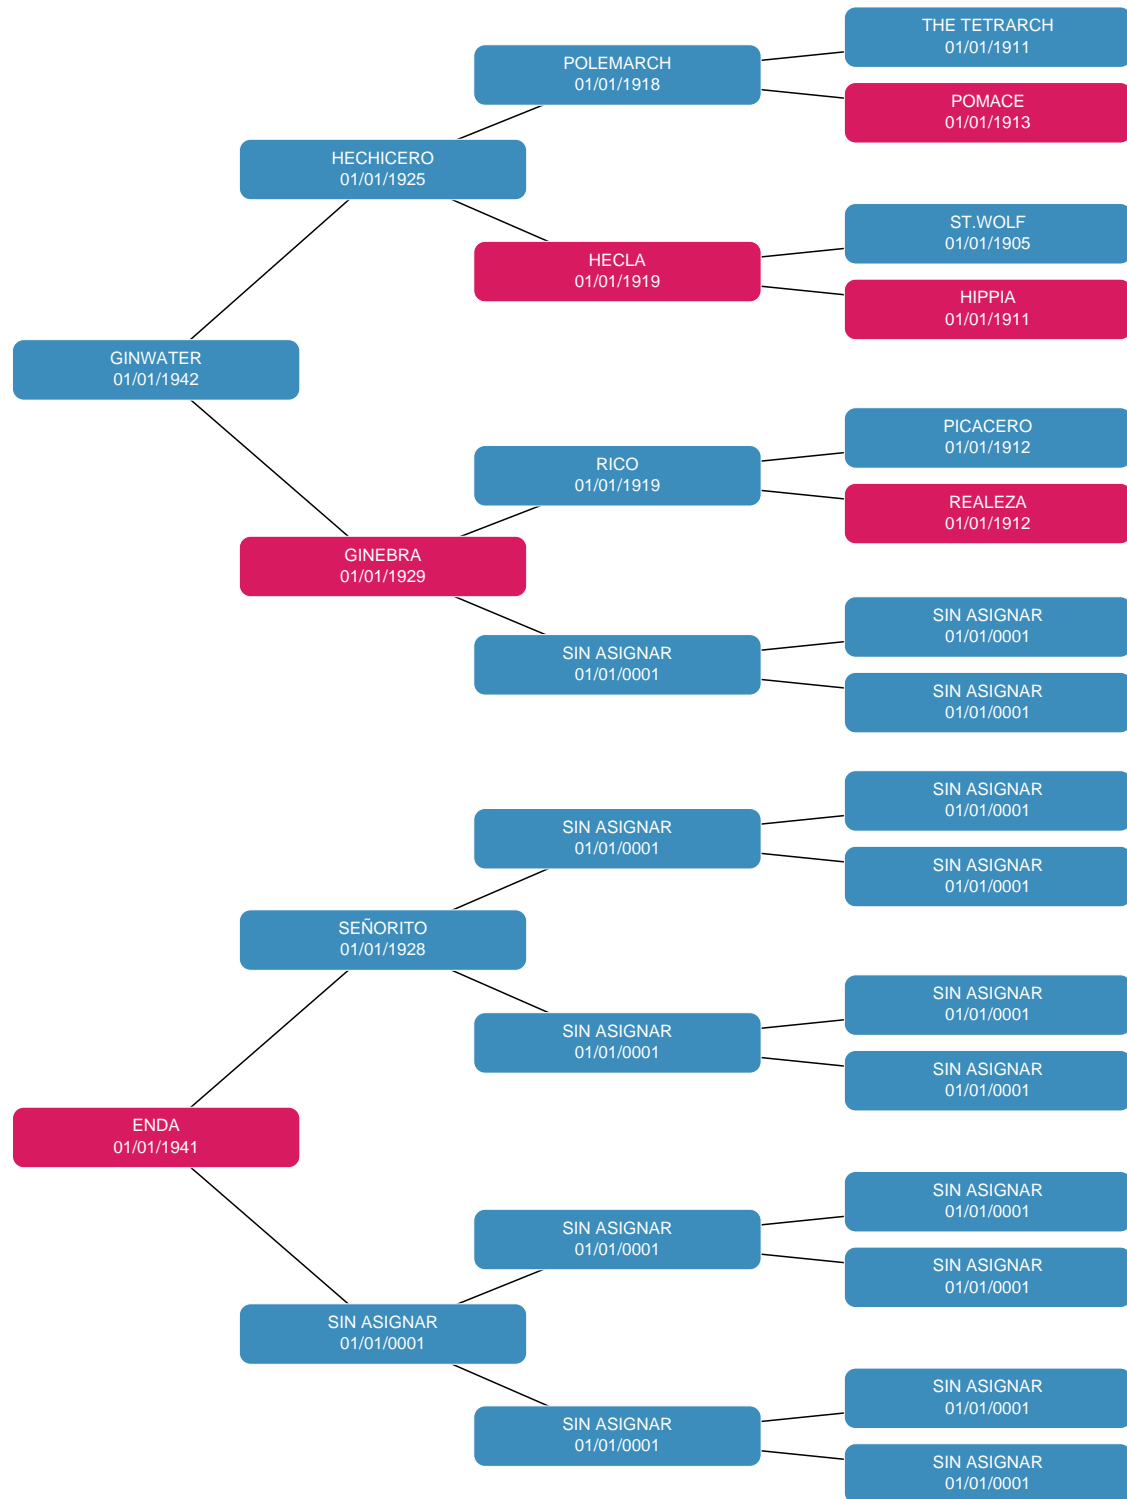 THE TETRARCH
01/01/1911
POLEMARCH
01/01/1918
POMACE
01/01/1913
HECHICERO
01/01/1925
ST.WOLF
01/01/1905
HECLA
01/01/1919
HIPPIA
01/01/1911
GINWATER
01/01/1942
PICACERO
01/01/1912
RICO
01/01/1919
REALEZA
01/01/1912
GINEBRA
01/01/1929
SIN ASIGNAR
01/01/0001
SIN ASIGNAR
01/01/0001
SIN ASIGNAR
01/01/0001
SIN ASIGNAR
01/01/0001
SIN ASIGNAR
01/01/0001
SIN ASIGNAR
01/01/0001
SEÑORITO
01/01/1928
SIN ASIGNAR
01/01/0001
SIN ASIGNAR
01/01/0001
SIN ASIGNAR
01/01/0001
ENDA
01/01/1941
SIN ASIGNAR
01/01/0001
SIN ASIGNAR
01/01/0001
SIN ASIGNAR
01/01/0001
SIN ASIGNAR
01/01/0001
SIN ASIGNAR
01/01/0001
SIN ASIGNAR
01/01/0001
SIN ASIGNAR
01/01/0001